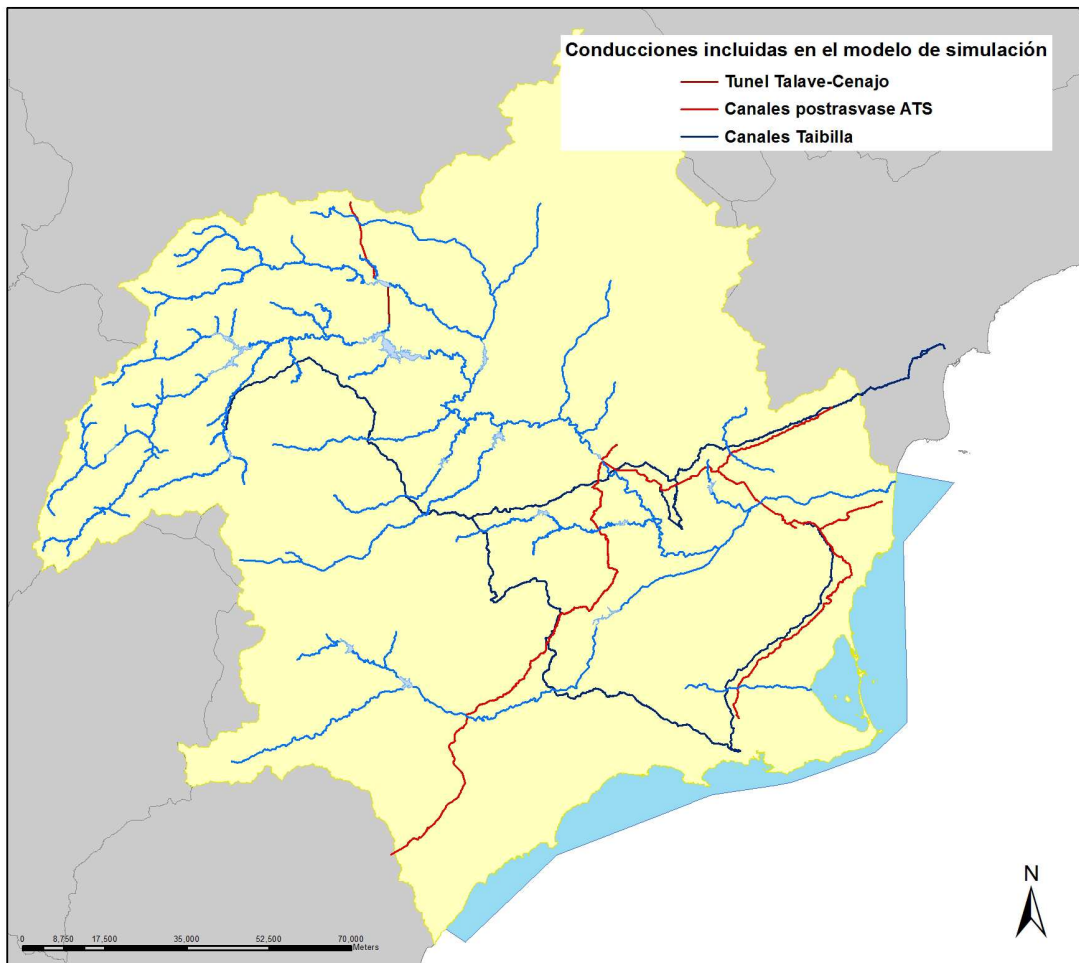 Conducciones incluidas en el modelo de simulación
Tunel Talave-Cenajo
Canales postrasvase ATS
Canales Taibilla
N
0 8,750 17,500 35,000 52,500 70,000
Meters